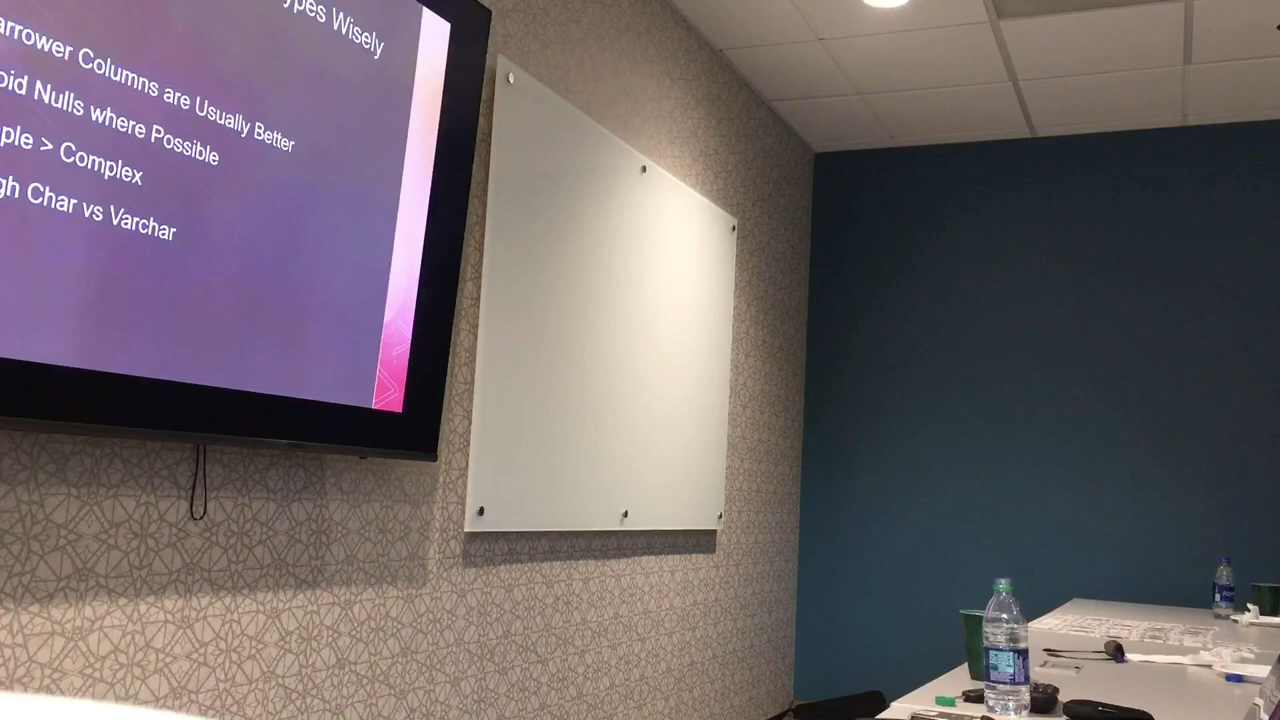 ypes Wisely
arrower Columns are Usually Better
oid Nulls where Possible
ple > Complex
gh Char vs Varchar